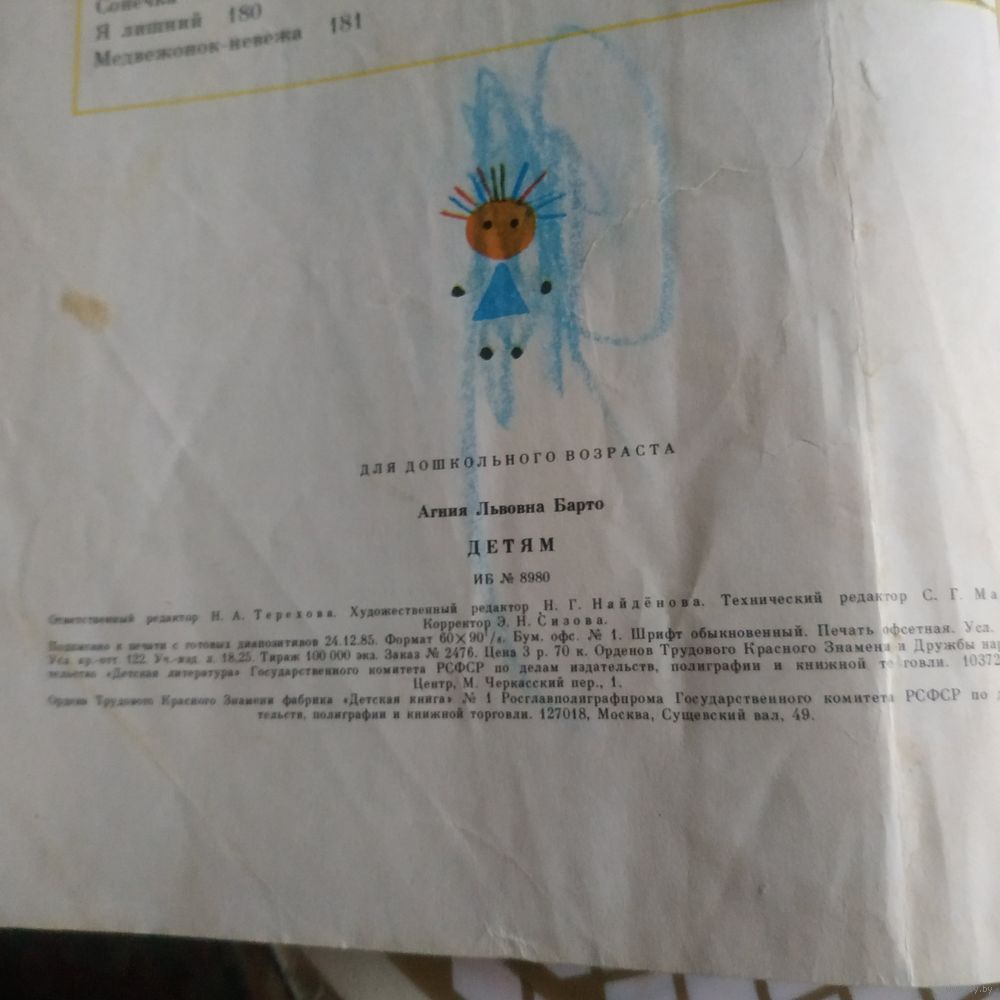 Сонечка
Я лишний 180
Медвежонок-невежа 181
ДЛЯ ДОШКОЛЬНОГО ВОЗРАСТА
Агния Львовна Барто
ДЕТЯМ
ИБ № 8980
Ответственный редактор Н. А. Терехова. Художественный редактор Н. Г. Найдёнова. Технический редактор С. Г. Ма
Корректор Э. Н. Сизова.
Подписано к печати с готовых диапозитивов 24.12.85. Формат 60×90¹/₈. Бум. офс. № 1. Шрифт обыкновенный. Печать офсетная. Усл.
Усл. кр.-отт. 122. Уч.-изд. л. 18,25. Тираж 100 000 экз. Заказ № 2476. Цена 3 р. 70 к. Орденов Трудового Красного Знамени и Дружбы нар
тельство «Детская литература» Государственного комитета РСФСР по делам издательств, полиграфии и книжной торговли. 10372
Центр, М. Черкасский пер., 1.
Ордена Трудового Красного Знамени фабрика «Детская книга» № 1 Росглавполиграфпрома Государственного комитета РСФСР по
тельств, полиграфии и книжной торговли. 127018, Москва, Сущевский вал, 49.